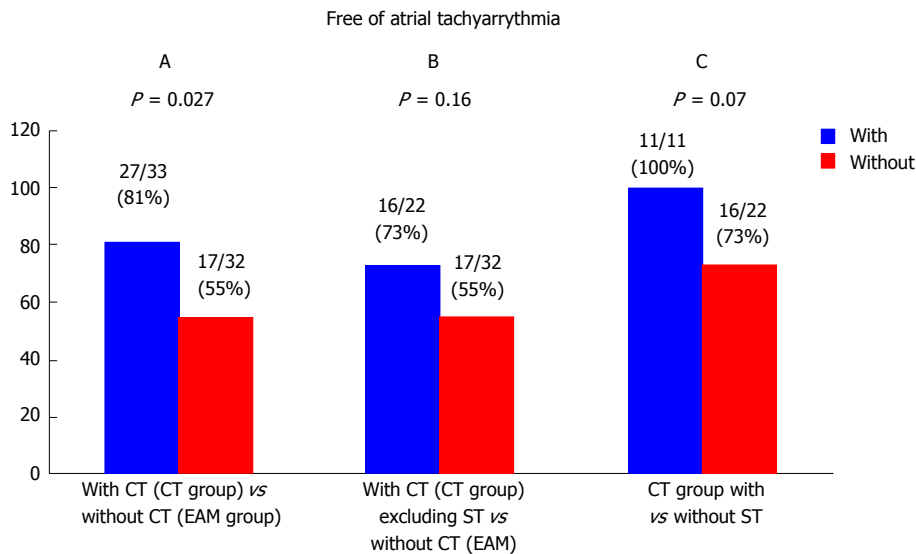 Free of atrial tachyarrythmia
A
B
C
P = 0.027
P = 0.16
P = 0.07
120
100
80
60
40
20
0
27/33
(81%)
17/32
(55%)
16/22
(73%)
17/32
(55%)
11/11
(100%)
16/22
(73%)
With
Without
With CT (CT group) vs
without CT (EAM group)
With CT (CT group)
excluding ST vs
without CT (EAM)
CT group with
vs without ST